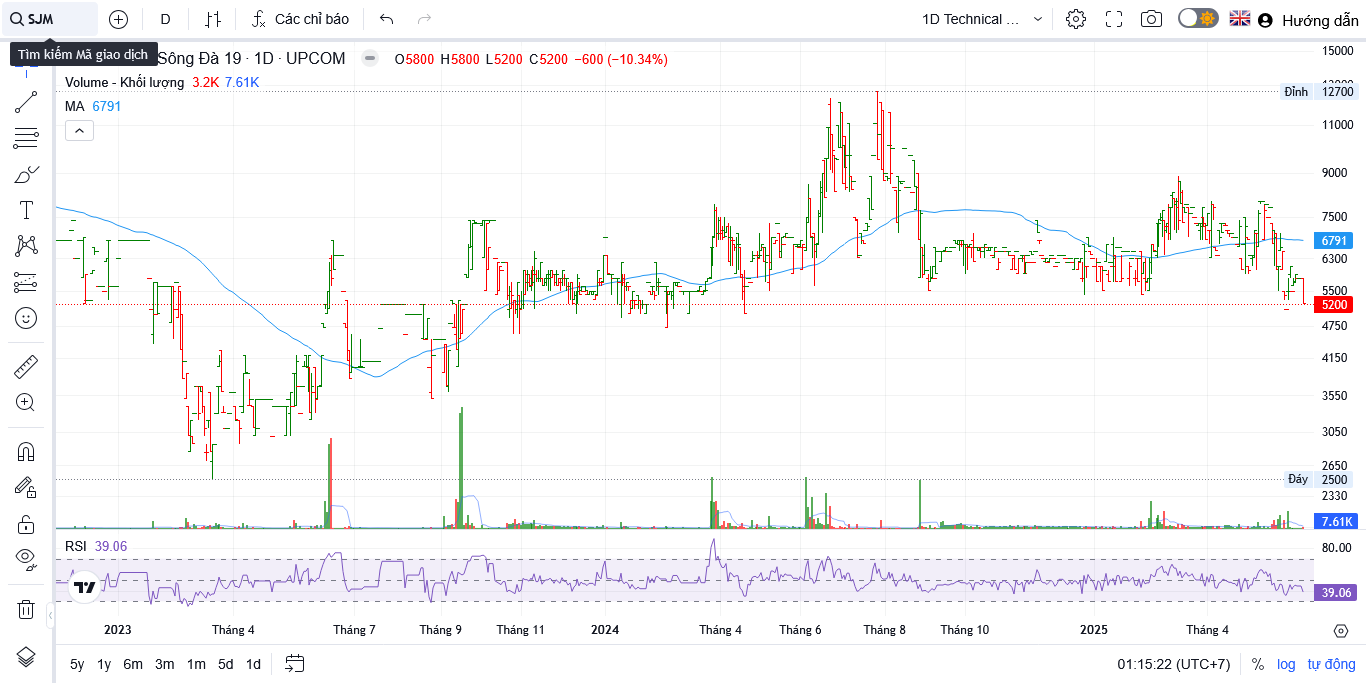 SJM
D
Các chỉ báo
1D Technical ...
Hướng dẫn
Tìm kiếm Mã giao dịch
Sông Đà 19 · 1D · UPCOM
O5800 H5800 L5200 C5200 −600 (−10.34%)
Volume - Khối lượng 3.2K 7.61K
MA 6791
15000
Đỉnh 12700
11000
9000
7500
6791
6300
5500
5200
4750
4150
3550
3050
2650
Đáy 2500
2330
7.61K
RSI 39.06
80.00
39.06
2023
Tháng 4
Tháng 7
Tháng 9
Tháng 11
2024
Tháng 4
Tháng 6
Tháng 8
Tháng 10
2025
Tháng 4
5y 1y 6m 3m 1m 5d 1d
01:15:22 (UTC+7)
% log tự động